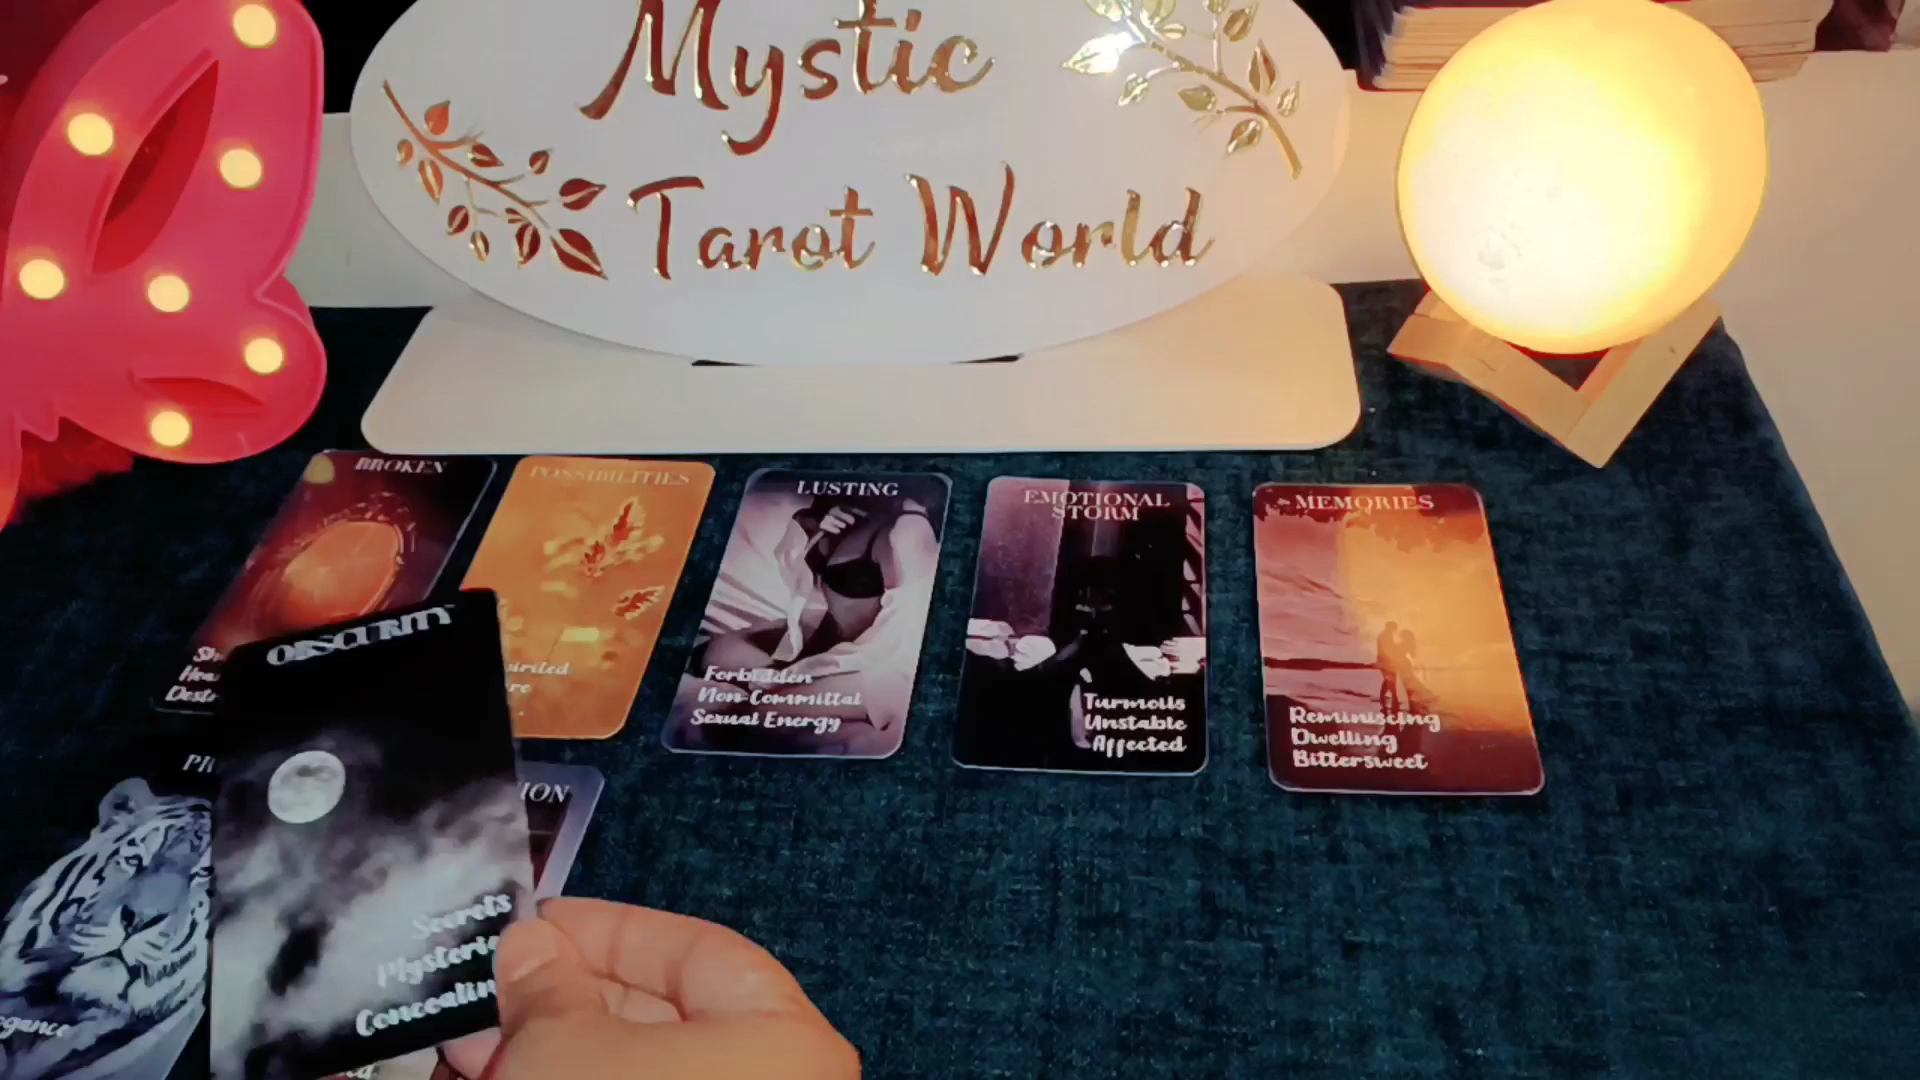 Mystic
Tarot World
BROKEN
POSSIBILITIES
LUSTING
Forbidden
Non-Committal
Sexual Energy
EMOTIONAL
STORM
Turmoils
Unstable
Affected
MEMORIES
Reminiscing
Dwelling
Bittersweet
OBSCURITY
Secrets